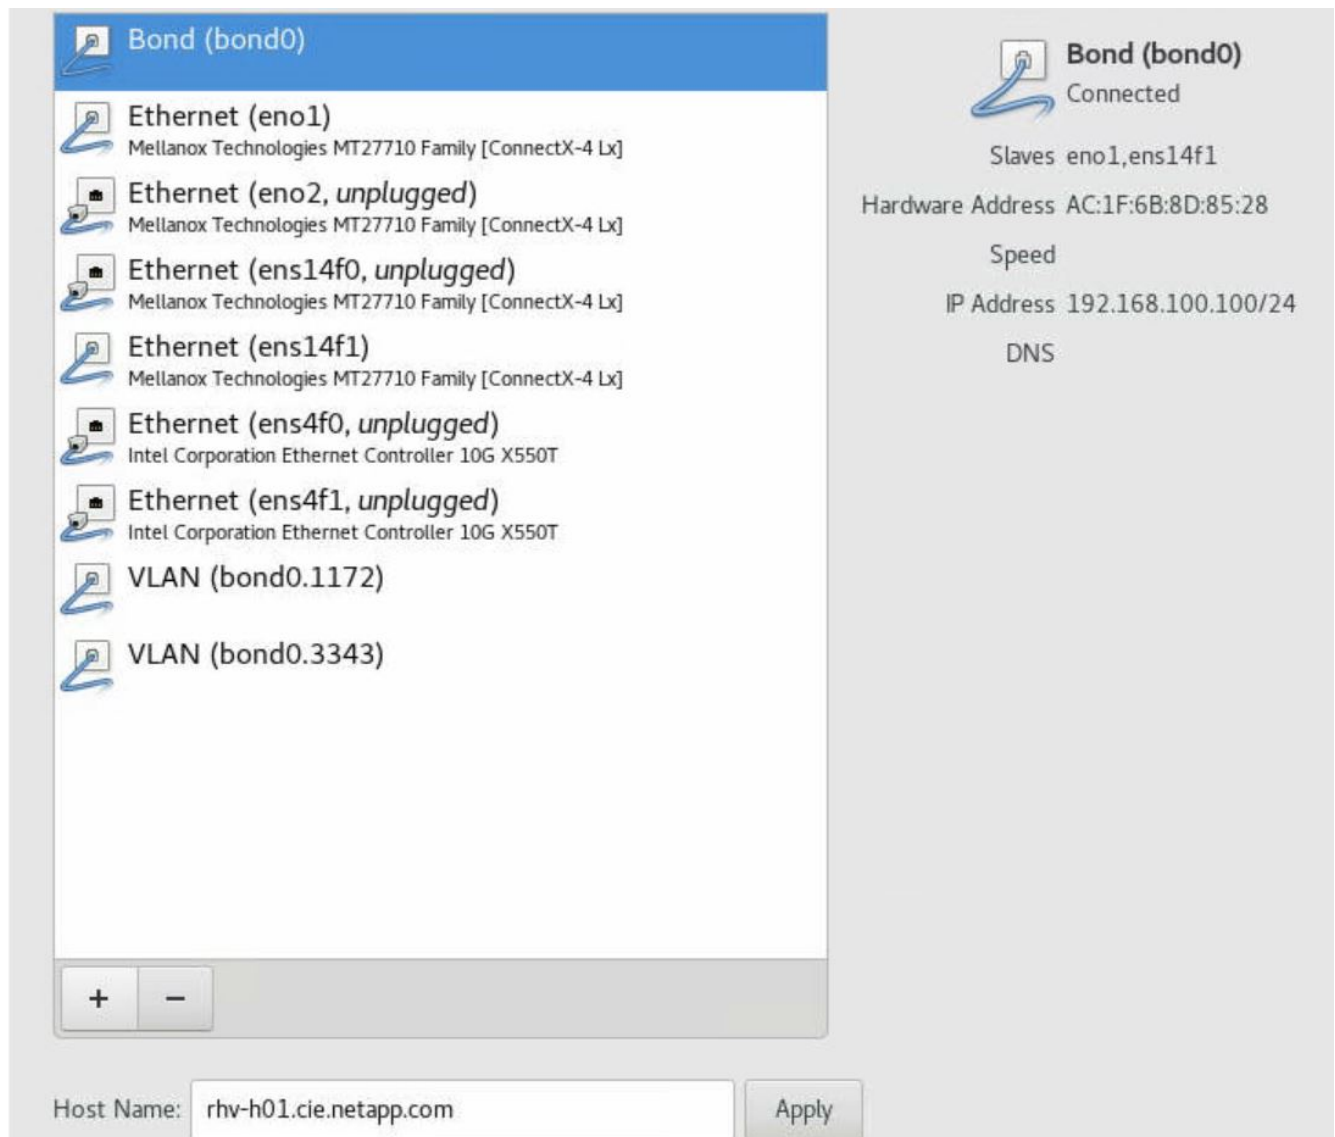 Bond (bond0)
Ethernet (eno1)
Mellanox Technologies MT27710 Family [ConnectX-4 Lx]
Ethernet (eno2, unplugged)
Mellanox Technologies MT27710 Family [ConnectX-4 Lx]
Ethernet (ens14f0, unplugged)
Mellanox Technologies MT27710 Family [ConnectX-4 Lx]
Ethernet (ens14f1)
Mellanox Technologies MT27710 Family [ConnectX-4 Lx]
Ethernet (ens4f0, unplugged)
Intel Corporation Ethernet Controller 10G X550T
Ethernet (ens4f1, unplugged)
Intel Corporation Ethernet Controller 10G X550T
VLAN (bond0.1172)
VLAN (bond0.3343)
+ −
Bond (bond0)
Connected
Slaves eno1,ens14f1
Hardware Address AC:1F:6B:8D:85:28
Speed
IP Address 192.168.100.100/24
DNS
Host Name: rhv-h01.cie.netapp.com Apply